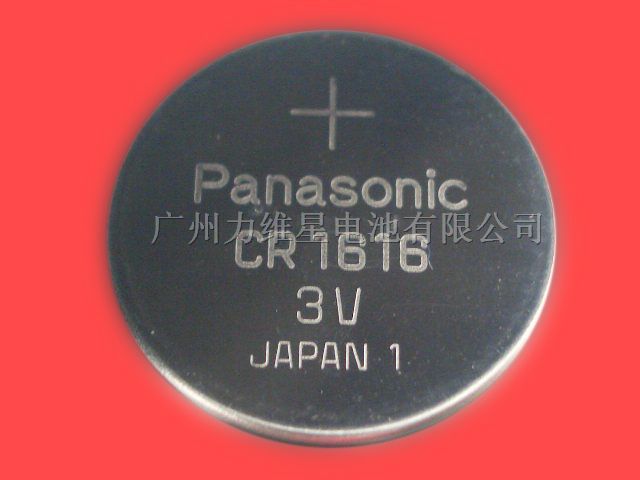 +
Panasonic
广州力维星电池有限公司
CR1616
3V
JAPAN 1